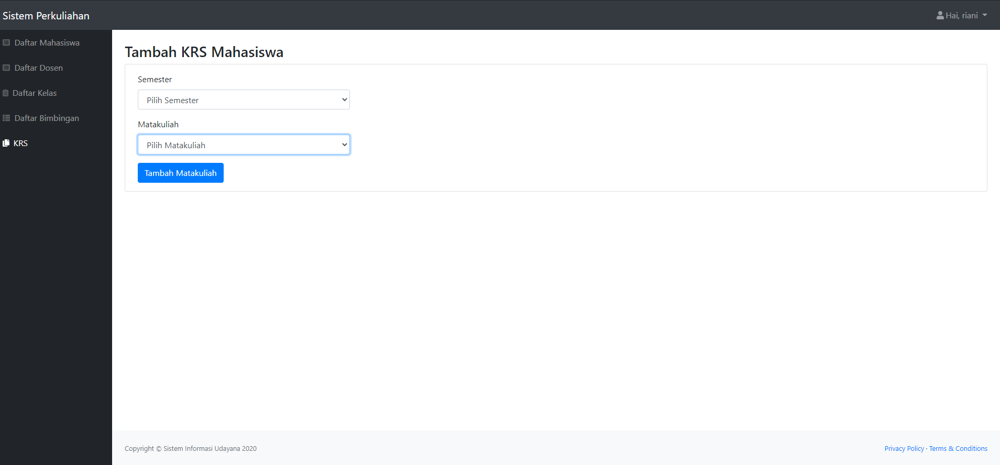 Sistem Perkuliahan
Hai, riani
Daftar Mahasiswa
Daftar Dosen
Daftar Kelas
Daftar Bimbingan
KRS
Tambah KRS Mahasiswa
Semester
Pilih Semester
Matakuliah
Pilih Matakuliah
Tambah Matakuliah
Copyright © Sistem Informasi Udayana 2020
Privacy Policy · Terms & Conditions